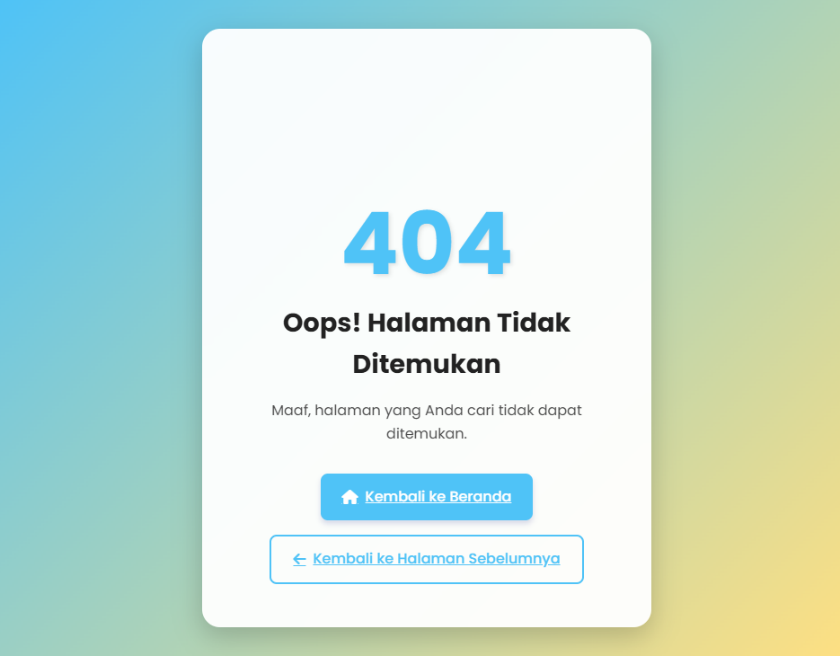 404
Oops! Halaman Tidak
Ditemukan
Maaf, halaman yang Anda cari tidak dapat
ditemukan.
Kembali ke Beranda
Kembali ke Halaman Sebelumnya